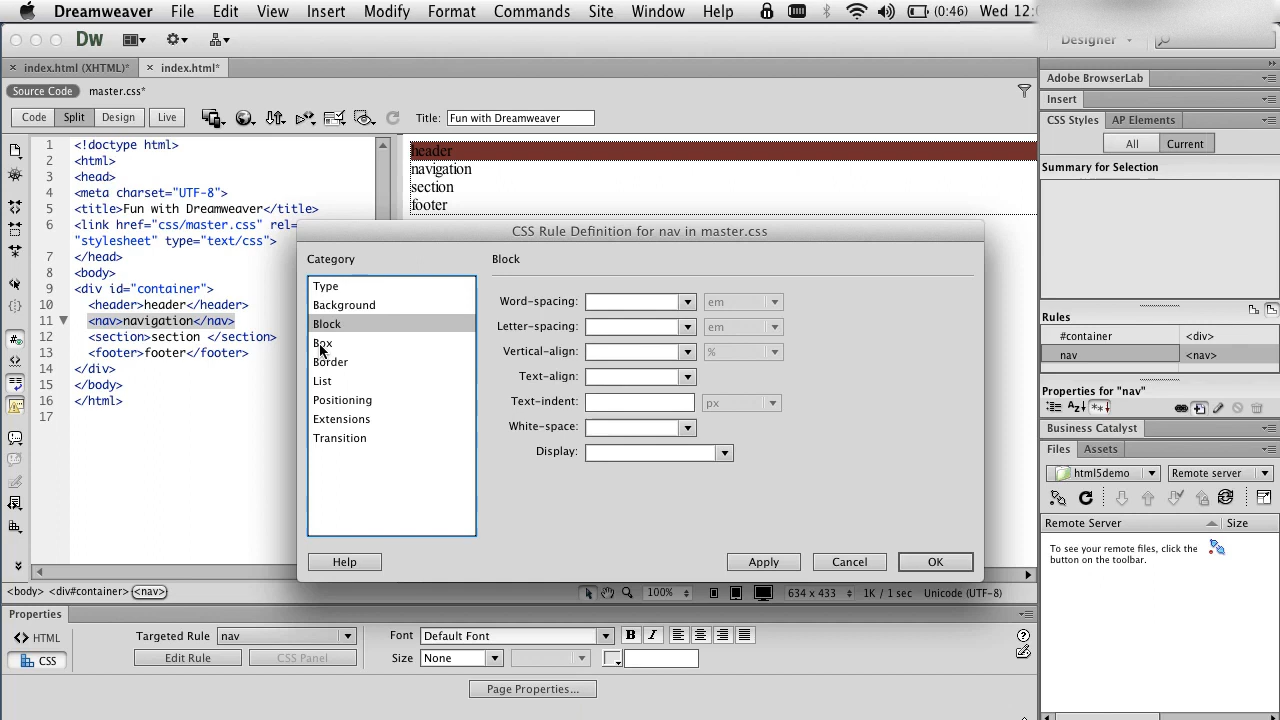 Dreamweaver File Edit View Insert Modify Format Commands Site Window Help (0:46) Wed 12:
Dw Designer
index.html (XHTML)* index.html*
Source Code master.css*
Code Split Design Live Title: Fun with Dreamweaver
1 <!doctype html>
2 <html>
3 <head>
4 <meta charset="UTF-8">
5 <title>Fun with Dreamweaver</title>
6 <link href="css/master.css" rel=
"stylesheet" type="text/css">
7 </head>
8 <body>
9 <div id="container">
10 <header>header</header>
11 <nav>navigation</nav>
12 <section>section </section>
13 <footer>footer</footer>
14 </div>
15 </body>
16 </html>
17
header
navigation
section
footer
CSS Rule Definition for nav in master.css
Category
Type
Background
Block
Box
Border
List
Positioning
Extensions
Transition
Block
Word-spacing: em
Letter-spacing: em
Vertical-align: %
Text-align:
Text-indent: px
White-space:
Display:
Help Apply Cancel OK
<body> <div#container> <nav> 100% 634 x 433 1K / 1 sec Unicode (UTF-8)
Properties
HTML
CSS
Targeted Rule nav
Edit Rule CSS Panel
Font Default Font B I
Size None
Page Properties...
Adobe BrowserLab
Insert
CSS Styles AP Elements
All Current
Summary for Selection
Rules
#container <div>
nav <nav>
Properties for "nav"
Business Catalyst
Files Assets
html5demo Remote server
Remote Server Size
To see your remote files, click the
button on the toolbar.